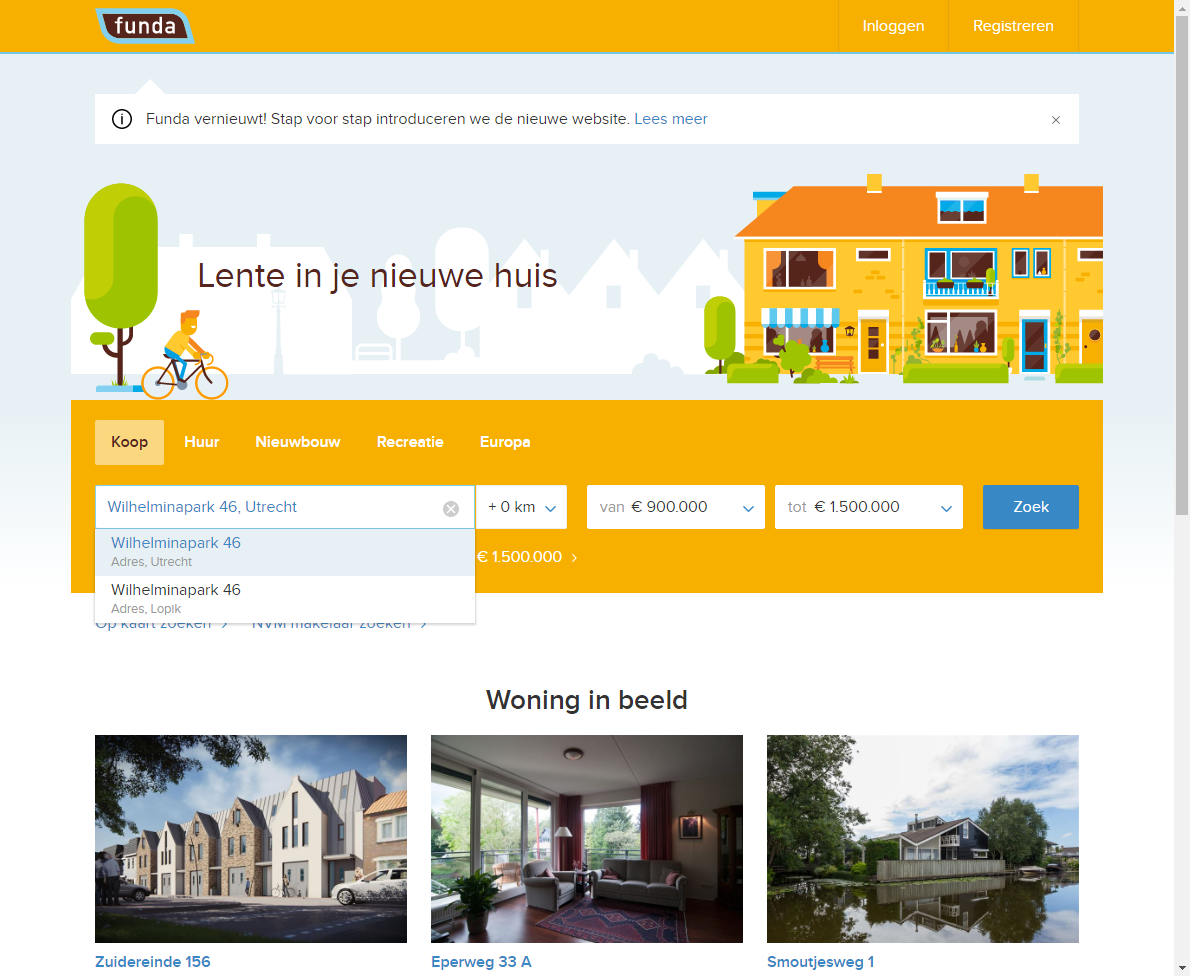 funda
Inloggen
Registreren
Funda vernieuwt! Stap voor stap introduceren we de nieuwe website. Lees meer
Lente in je nieuwe huis
Koop
Huur
Nieuwbouw
Recreatie
Europa
Wilhelminapark 46, Utrecht
+ 0 km
van € 900.000
tot € 1.500.000
Zoek
Wilhelminapark 46
Adres, Utrecht
€ 1.500.000 ›
Wilhelminapark 46
Adres, Lopik
Op kaart zoeken ›
NVM makelaar zoeken ›
Woning in beeld
Zuidereinde 156
Eperweg 33 A
Smoutjesweg 1